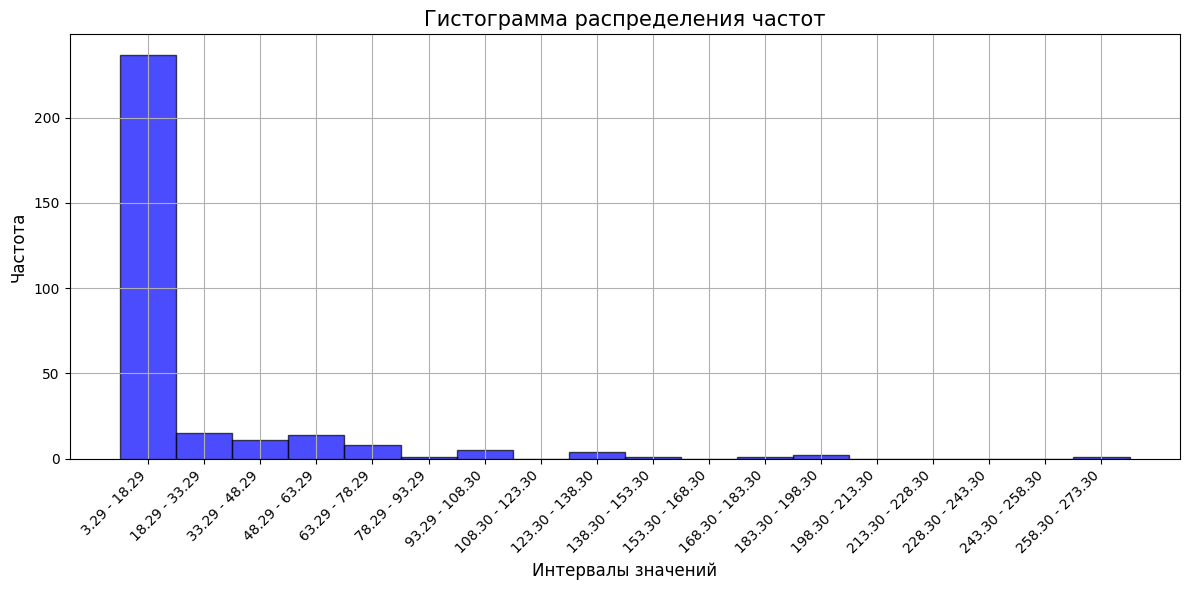 Гистограмма распределения частот
Частота
200
150
100
50
0
3.29 - 18.29
18.29 - 33.29
33.29 - 48.29
48.29 - 63.29
63.29 - 78.29
78.29 - 93.29
93.29 - 108.30
108.30 - 123.30
123.30 - 138.30
138.30 - 153.30
153.30 - 168.30
168.30 - 183.30
183.30 - 198.30
198.30 - 213.30
213.30 - 228.30
228.30 - 243.30
243.30 - 258.30
258.30 - 273.30
Интервалы значений